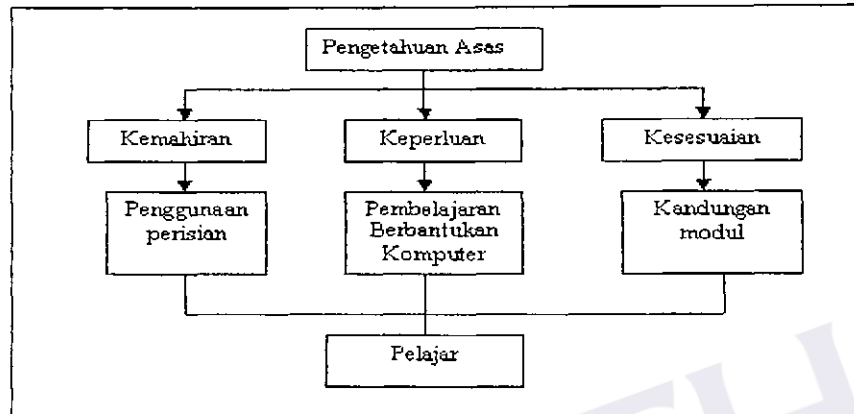 Pengetahuan Asas
Kemahiran
Keperluan
Kesesuaian
Penggunaan
perisian
Pembelajaran
Berbantukan
Komputer
Kandungan
modul
Pelajar